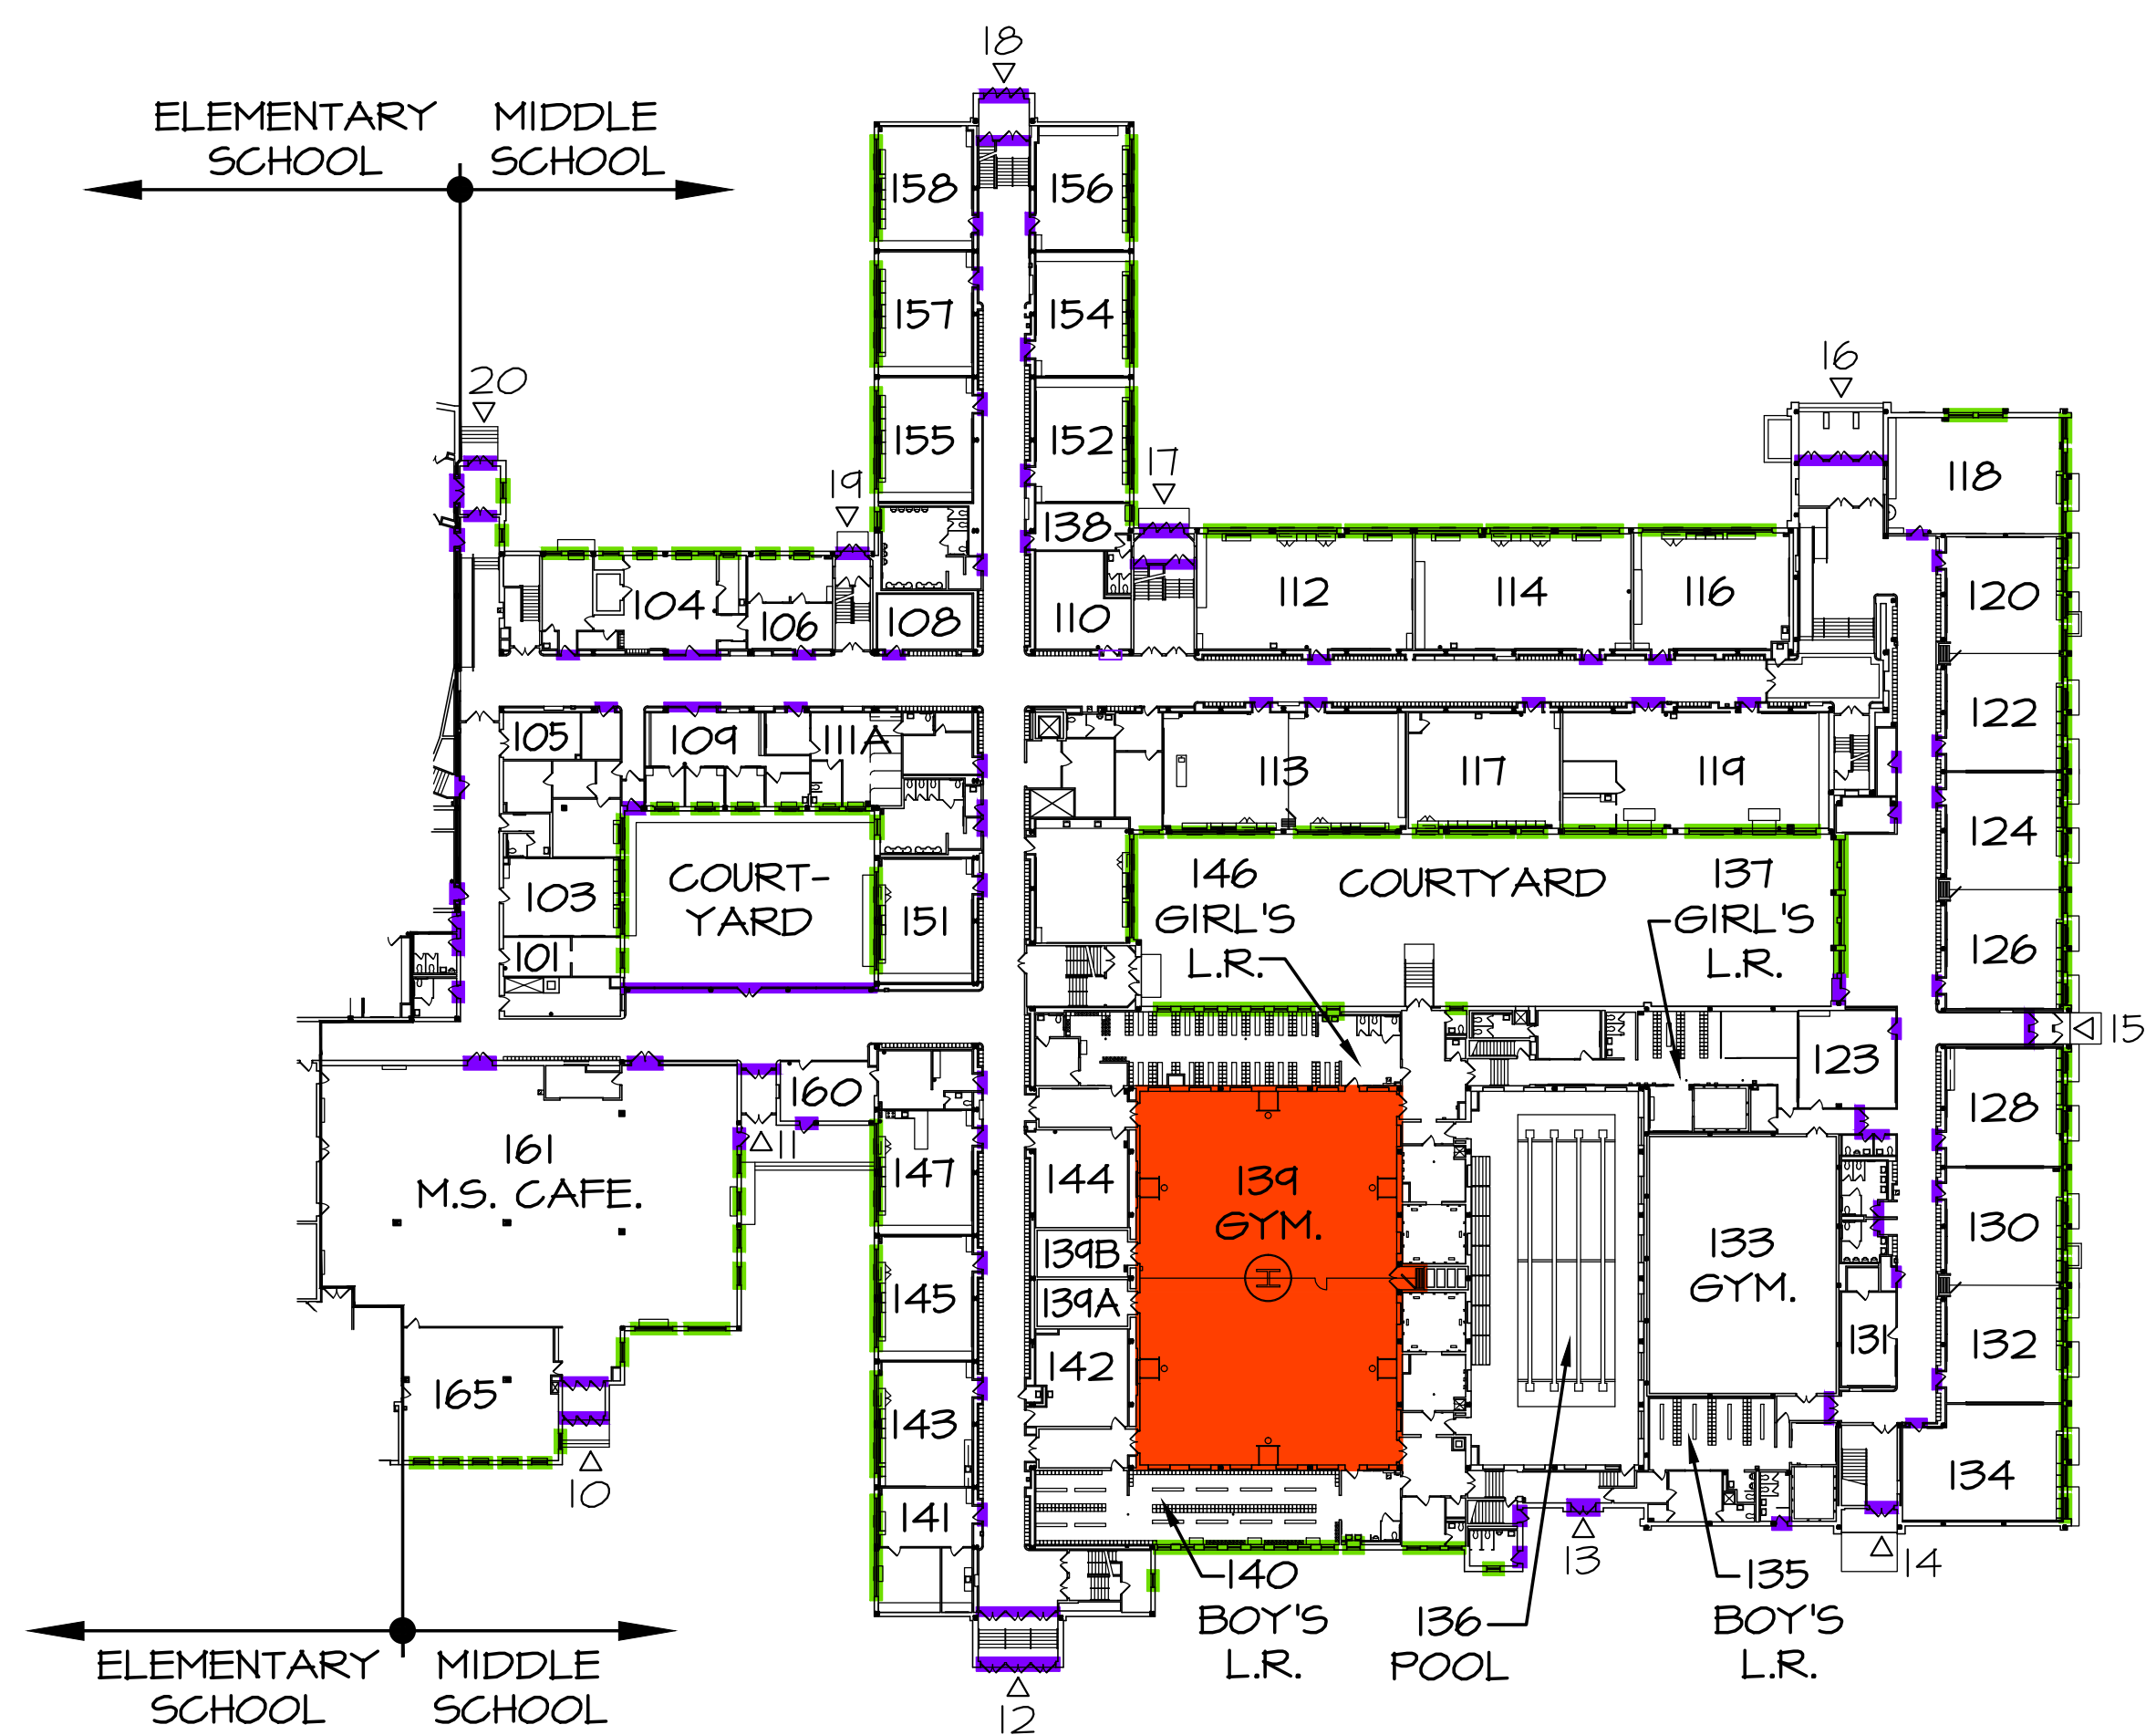 18
ELEMENTARY
SCHOOL
MIDDLE
SCHOOL
158
156
157
154
16
20
155
152
17
19
118
138
104
106
108
110
112
114
116
120
105
109
111A
113
117
119
122
124
COURT-
YARD
103
101
151
146
GIRL'S
L.R.
COURTYARD
137
GIRL'S
L.R.
126
15
123
160
11
128
161
M.S. CAFE.
147
144
139
GYM.
139B
139A
133
GYM.
130
145
142
131
132
165
143
134
10
141
13
14
140
BOY'S
L.R.
136
POOL
135
BOY'S
L.R.
ELEMENTARY
SCHOOL
MIDDLE
SCHOOL
12